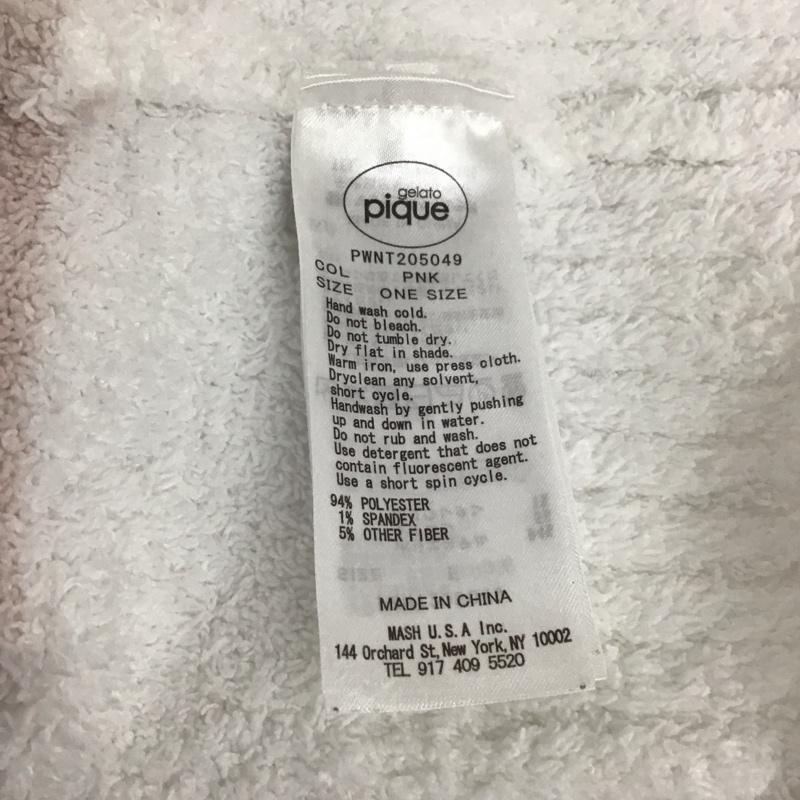 gelato
pique
PWNT205049
COL PNK
SIZE ONE SIZE
Hand wash cold.
Do not bleach.
Do not tumble dry.
Dry flat in shade.
Warm iron, use press cloth.
Dryclean any solvent,
short cycle.
Handwash by gently pushing
up and down in water.
Do not rub and wash.
Use detergent that does not
contain fluorescent agent.
Use a short spin cycle.
94% POLYESTER
1% SPANDEX
5% OTHER FIBER
MADE IN CHINA
MASH U.S.A Inc.
144 Orchard St, New York, NY 10002
TEL 917 409 5520